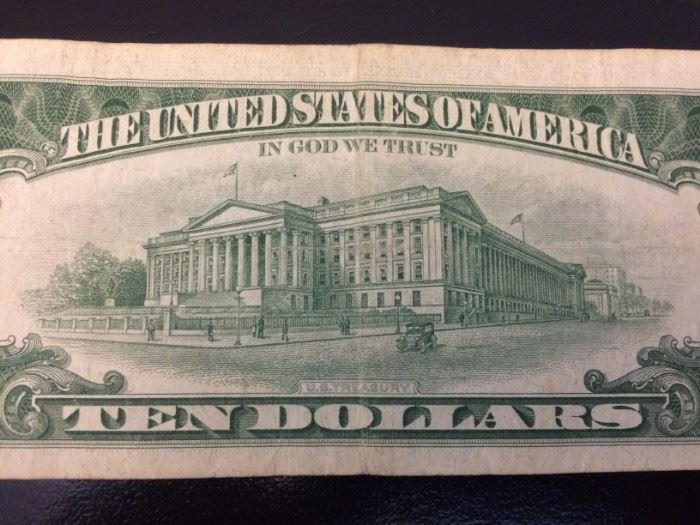 THE UNITED STATES OF AMERICA
IN GOD WE TRUST
U.S. TREASURY
TEN DOLLARS